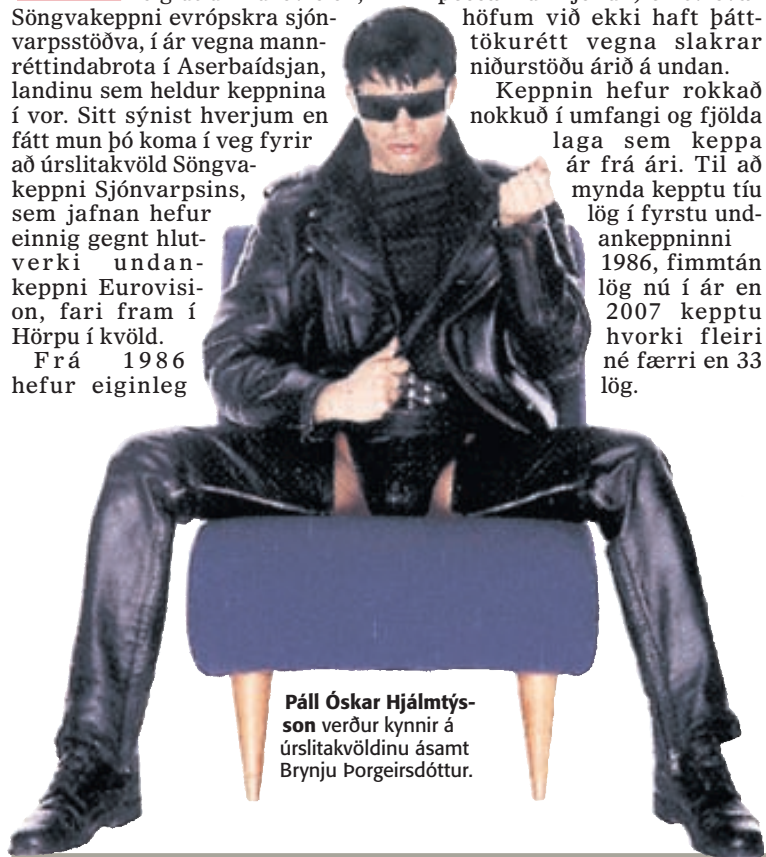 Söngvakeppni evrópskra sjón-
varpsstöðva, í ár vegna mann-
réttindabrota í Aserbaídsjan,
landinu sem heldur keppnina
í vor. Sitt sýnist hverjum en
fátt mun þó koma í veg fyrir
að úrslitakvöld Söngva-
keppni Sjónvarpsins,
sem jafnan hefur
einnig gegnt hlut-
verki undan-
keppni Eurovisi-
on, fari fram í
Hörpu í kvöld.
Frá 1986
hefur eiginleg
höfum við ekki haft þátt-
tökurétt vegna slakrar
niðurstöðu árið á undan.
Keppnin hefur rokkað
nokkuð í umfangi og fjölda
laga sem keppa
ár frá ári. Til að
mynda kepptu tíu
lög í fyrstu und-
ankeppninni
1986, fimmtán
lög nú í ár en
2007 kepptu
hvorki fleiri
né færri en 33
lög.
Páll Óskar Hjálmtýs-
son verður kynnir á
úrslitakvöldinu ásamt
Brynju Þorgeirsdóttur.